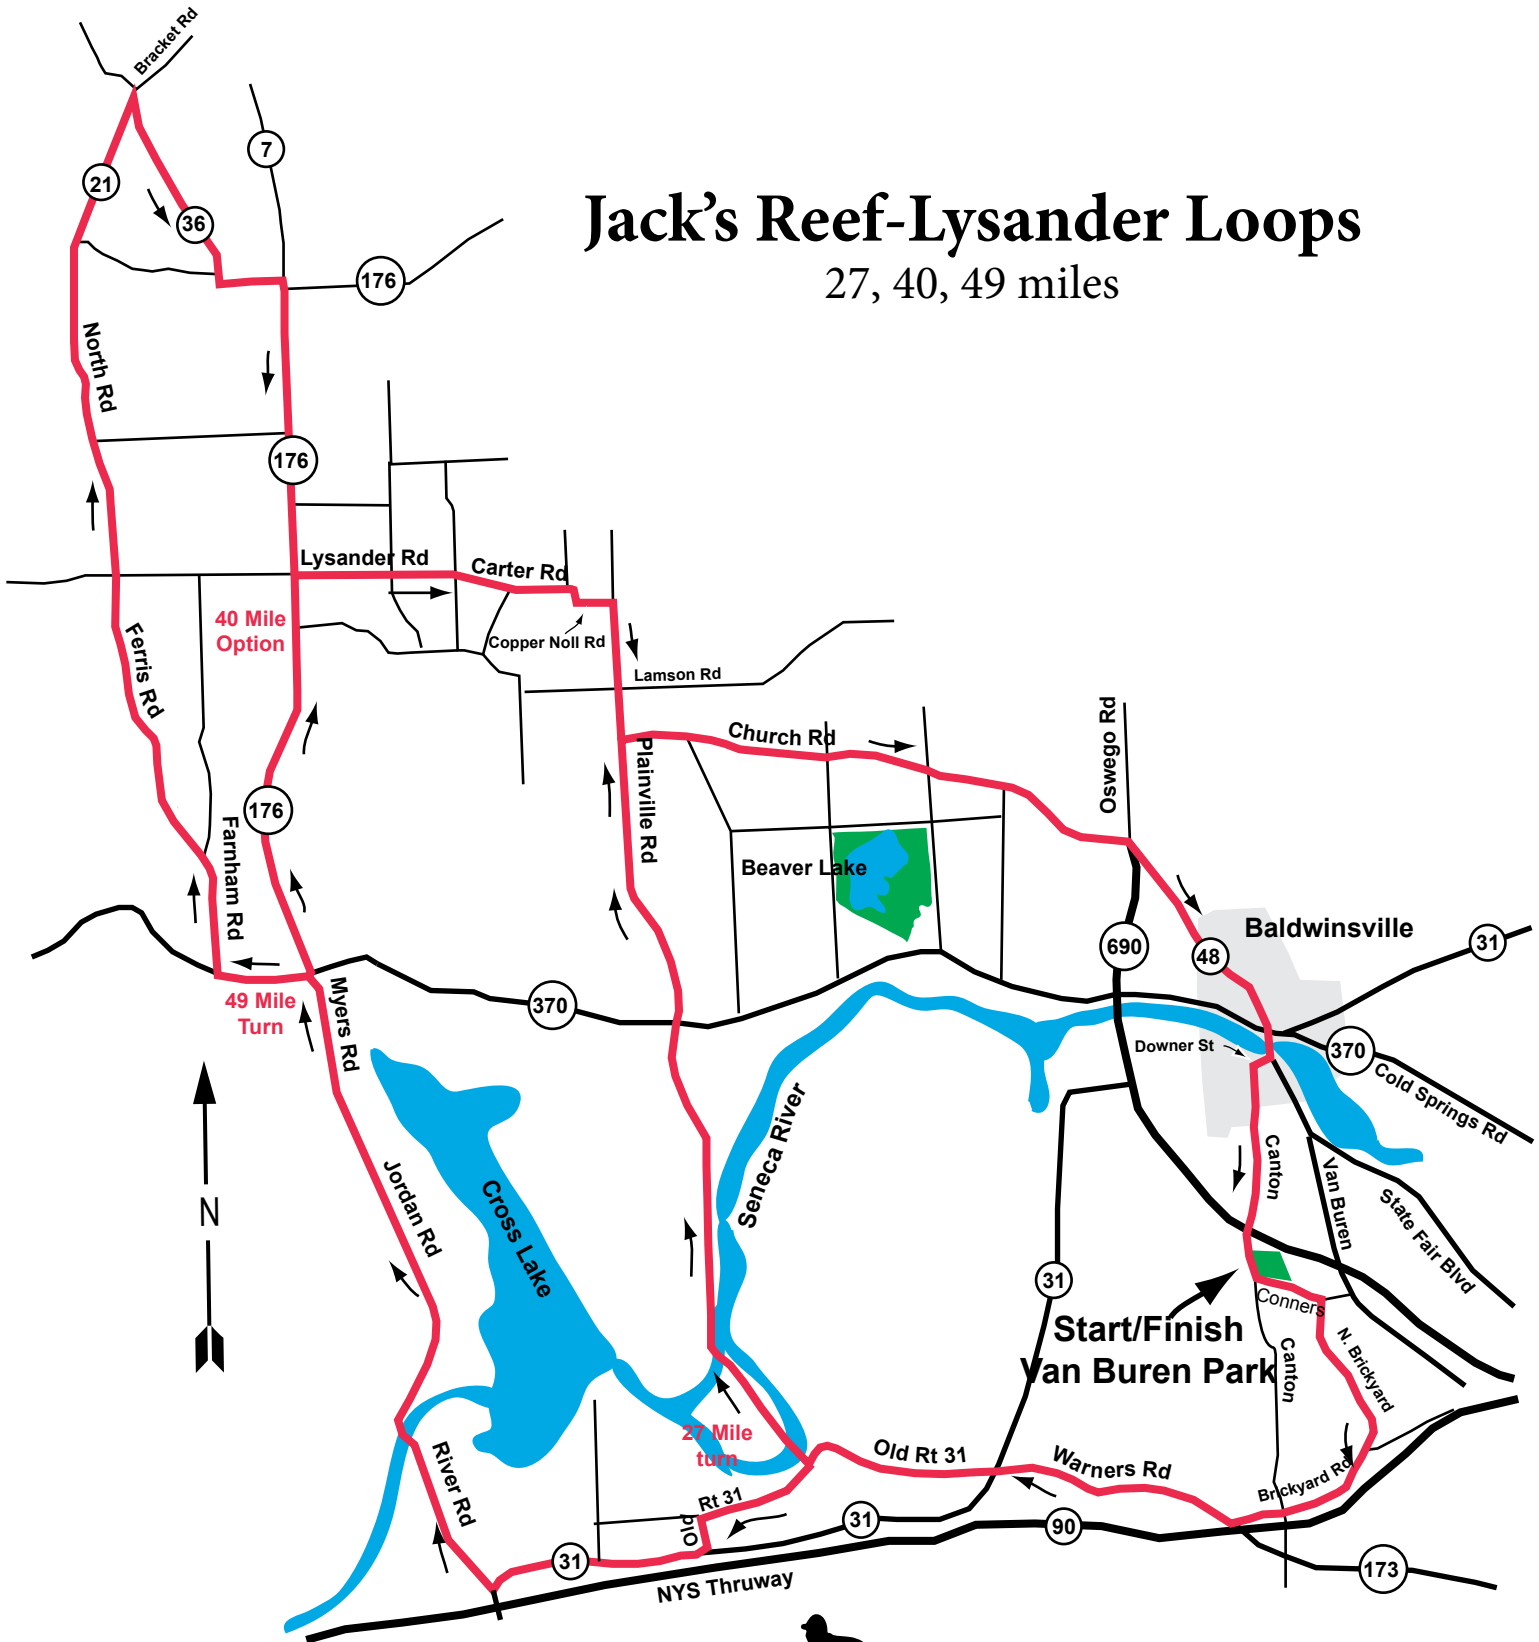 Bracket Rd
7
21
36
176
Jack's Reef-Lysander Loops
27, 40, 49 miles
North Rd
176
Lysander Rd
Carter Rd
40 Mile
Option
Copper Noll Rd
Ferris Rd
Lamson Rd
Church Rd
Oswego Rd
Plainville Rd
176
Farnham Rd
Beaver Lake
Baldwinsville
690
48
31
49 Mile
Turn
Myers Rd
370
Downer St
370
Cold Springs Rd
Seneca River
N
Jordan Rd
Cross Lake
Canton
Van Buren
State Fair Blvd
31
Conners
Start/Finish
Van Buren Park
Canton
N. Brickyard
27 Mile
turn
Old Rt 31
Warners Rd
Brickyard Rd
River Rd
Rt 31
Old
31
31
90
NYS Thruway
173